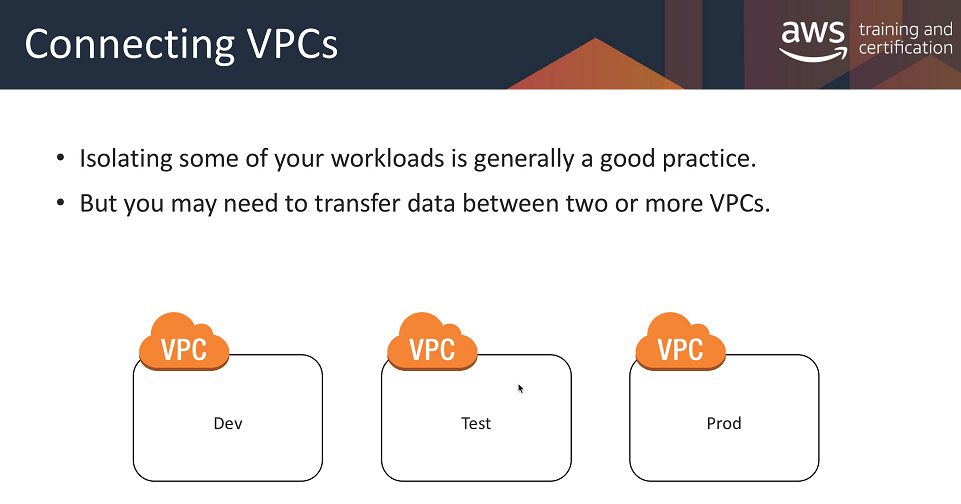 Connecting VPCs
aws training and
certification
• Isolating some of your workloads is generally a good practice.
• But you may need to transfer data between two or more VPCs.
VPC VPC VPC
Dev Test Prod